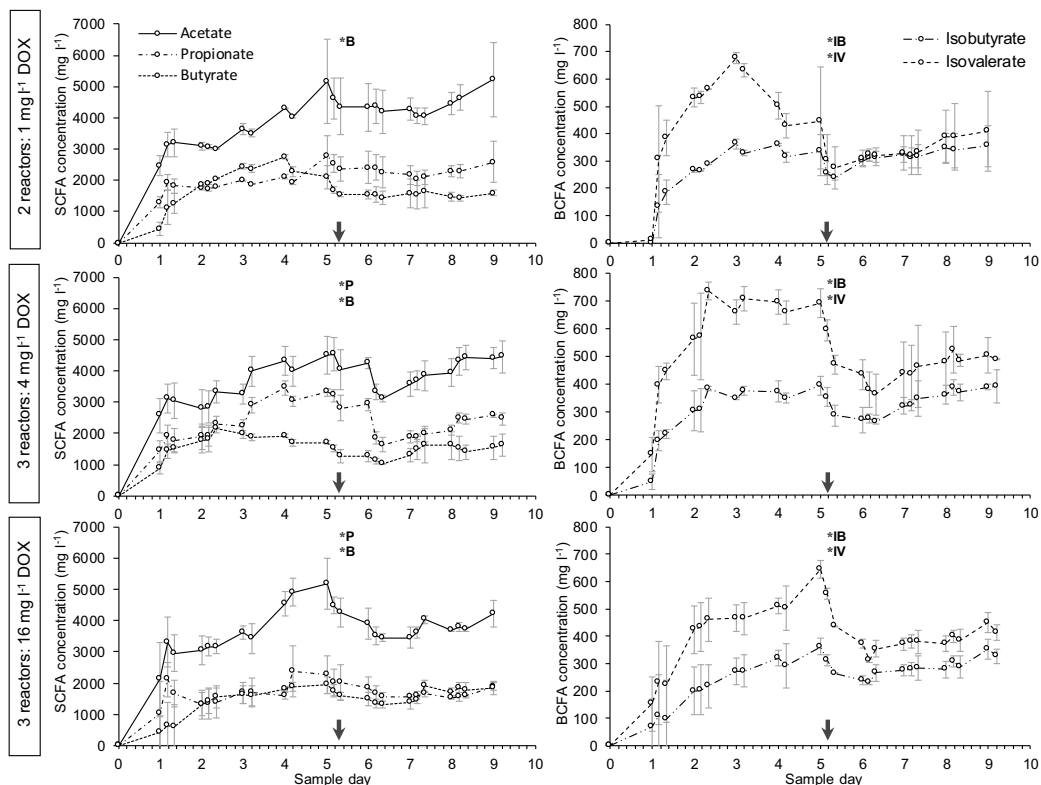 2 reactors: 1 mg l⁻¹ DOX
SCFA concentration (mg l⁻¹)
7000
6000
5000
4000
3000
2000
1000
0
Acetate
Propionate
Butyrate
*B
0 1 2 3 4 5 6 7 8 9 10
BCFA concentration (mg l⁻¹)
800
700
600
500
400
300
200
100
0
*IB
*IV
Isobutyrate
Isovalerate
0 1 2 3 4 5 6 7 8 9 10
3 reactors: 4 mg l⁻¹ DOX
SCFA concentration (mg l⁻¹)
7000
6000
5000
4000
3000
2000
1000
0
*P
*B
0 1 2 3 4 5 6 7 8 9 10
BCFA concentration (mg l⁻¹)
800
700
600
500
400
300
200
100
0
*IB
*IV
0 1 2 3 4 5 6 7 8 9 10
3 reactors: 16 mg l⁻¹ DOX
SCFA concentration (mg l⁻¹)
7000
6000
5000
4000
3000
2000
1000
0
*P
*B
0 1 2 3 4 5 6 7 8 9 10
Sample day
BCFA concentration (mg l⁻¹)
800
700
600
500
400
300
200
100
0
*IB
*IV
0 1 2 3 4 5 6 7 8 9 10
Sample day